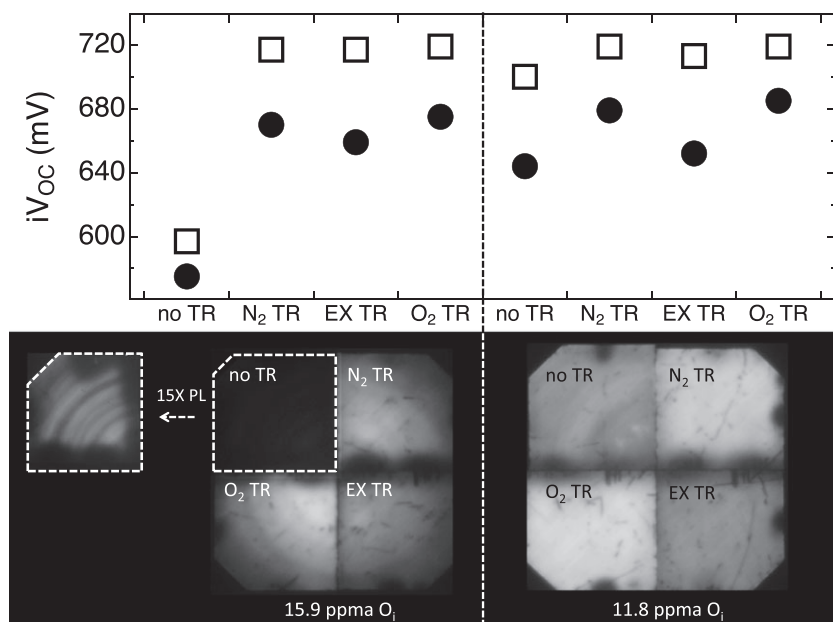 iV_OC (mV)
720
680
640
600
no TR N₂ TR EX TR O₂ TR no TR N₂ TR EX TR O₂ TR
15X PL
no TR N₂ TR
O₂ TR EX TR
no TR N₂ TR
O₂ TR EX TR
15.9 ppma Oᵢ 11.8 ppma Oᵢ